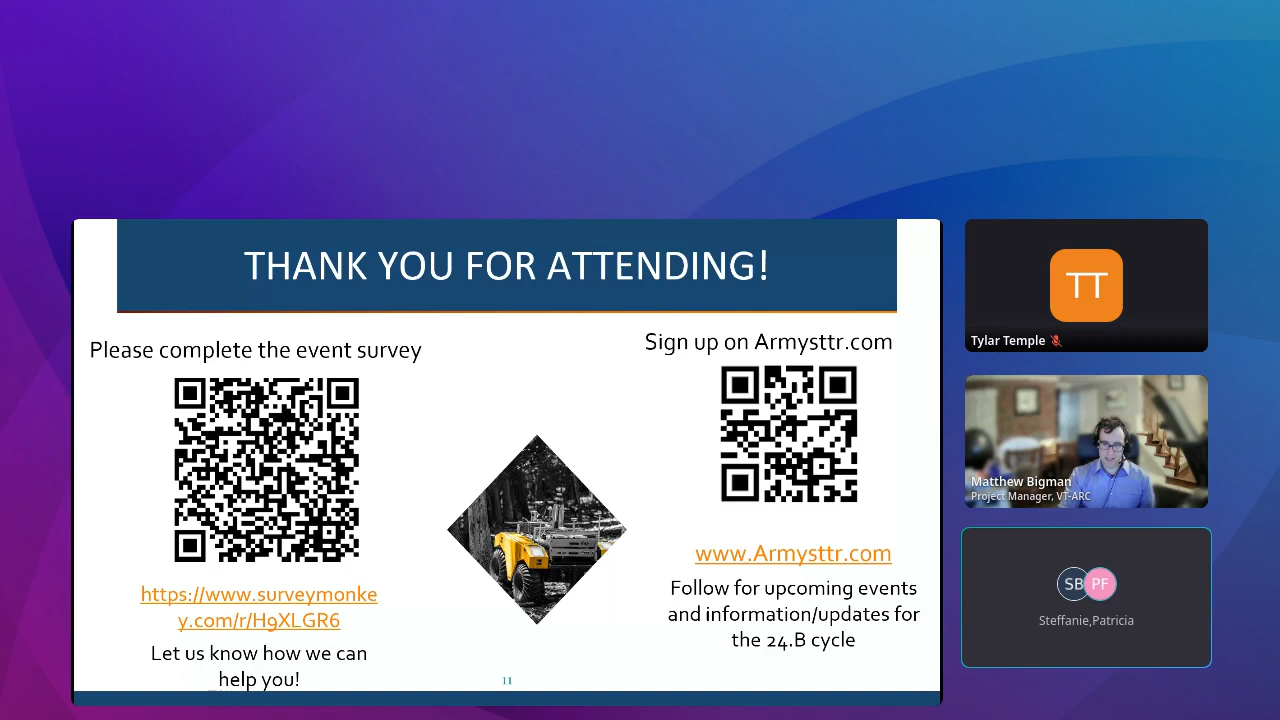 THANK YOU FOR ATTENDING!
Please complete the event survey
https://www.surveymonke
y.com/r/H9XLGR6
Let us know how we can
help you!
Sign up on Armysttr.com
www.Armysttr.com
Follow for upcoming events
and information/updates for
the 24.B cycle
11
TT
Tylar Temple
Matthew Bigman
Project Manager, VT-ARC
SB PF
Steffanie,Patricia